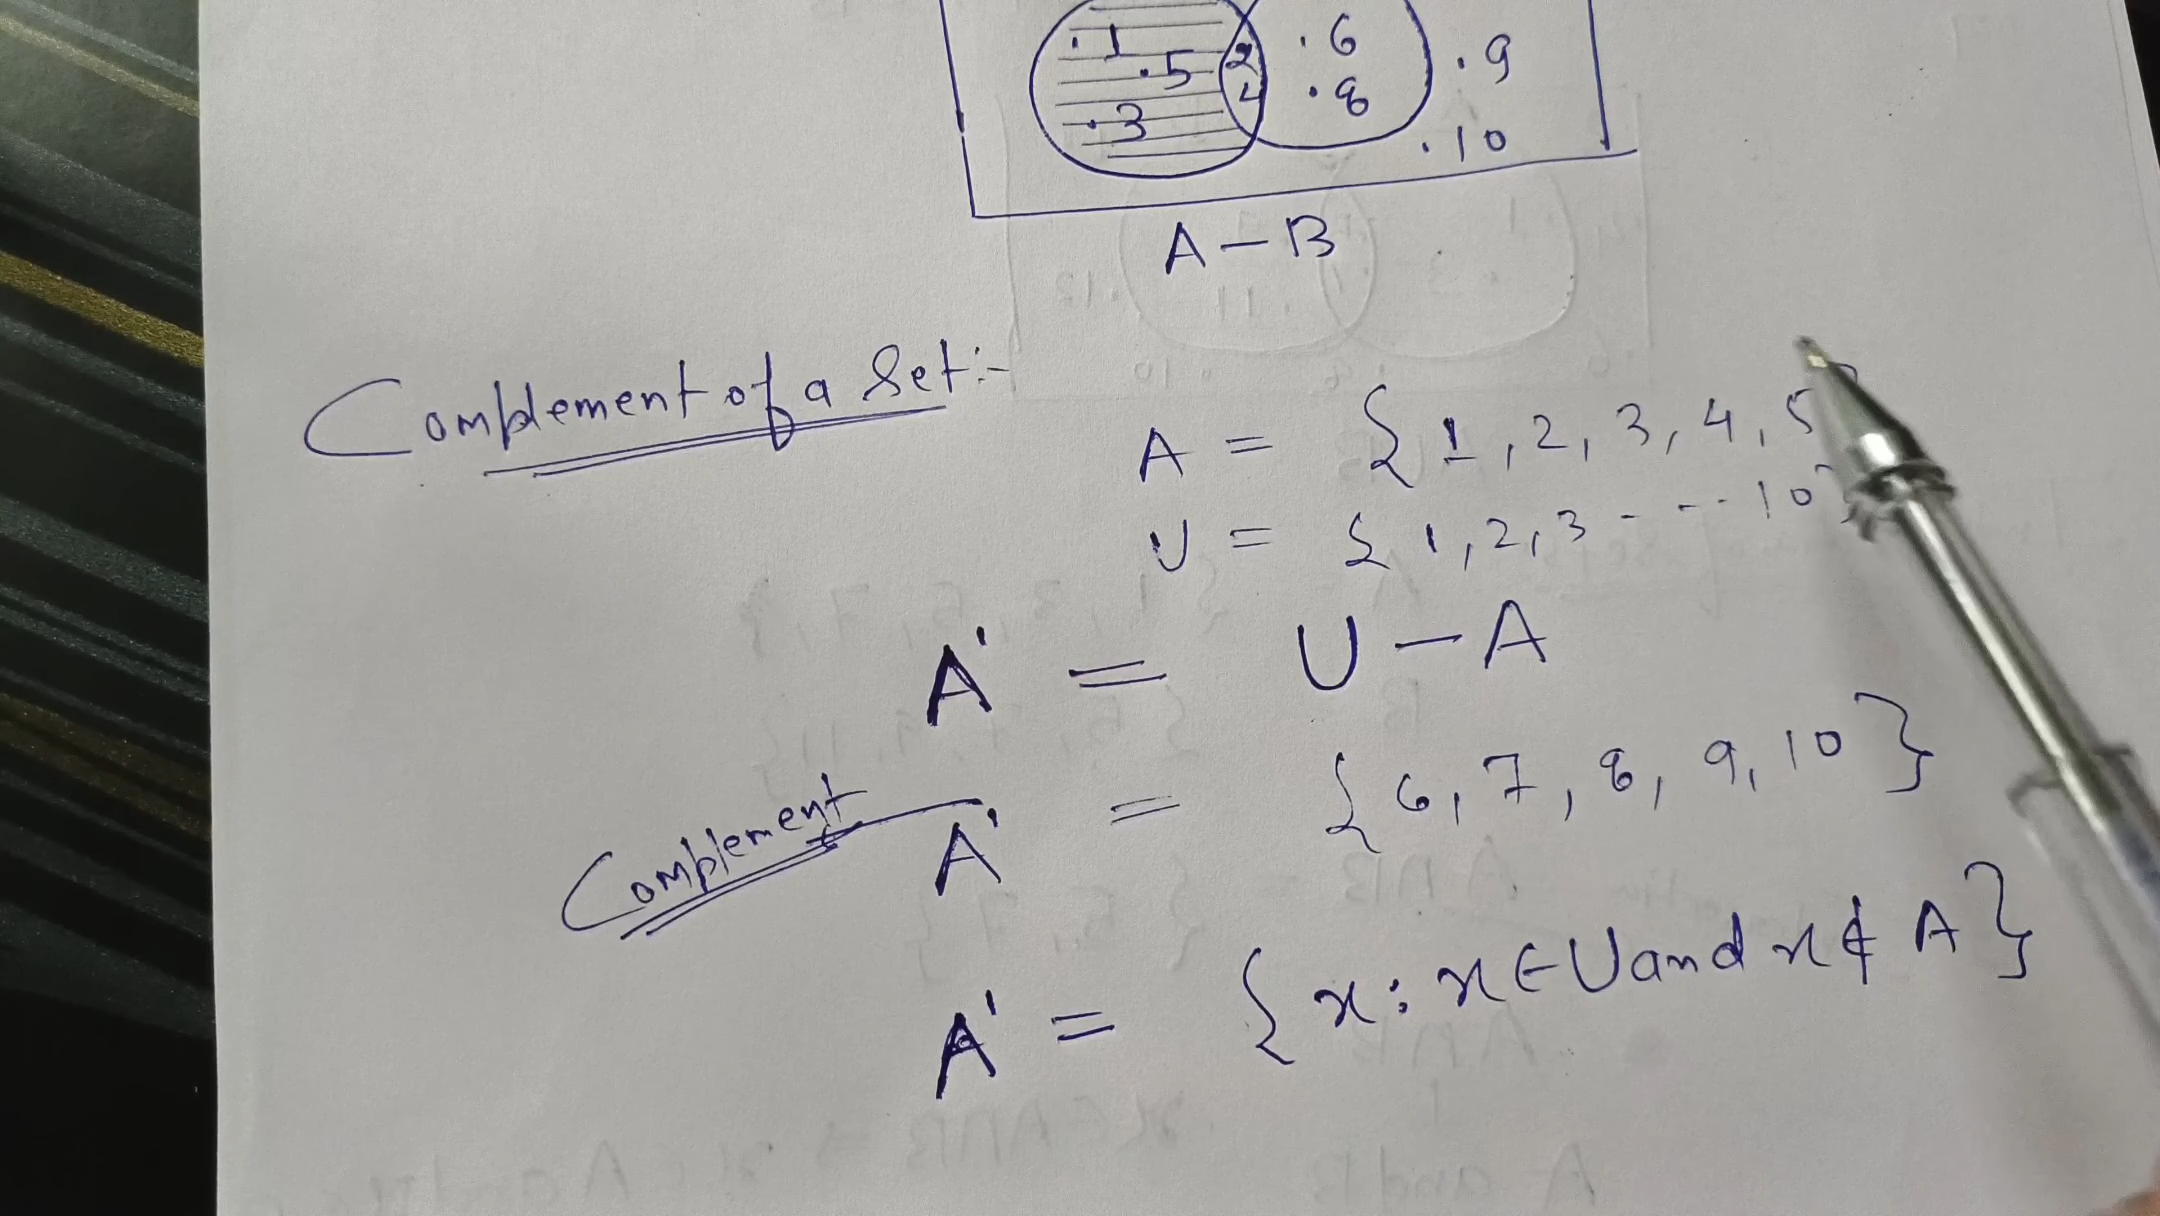 .1 2 .6
.5 .9
4 .8
.3 .10
A – B
Complement of a Set:-
A = { 1, 2, 3, 4, 5
U = { 1, 2, 3 - - - 10}
A' = U – A
Complement A' = { 6, 7, 8, 9, 10 }
A' = { x : x ∈ U and x ∉ A }